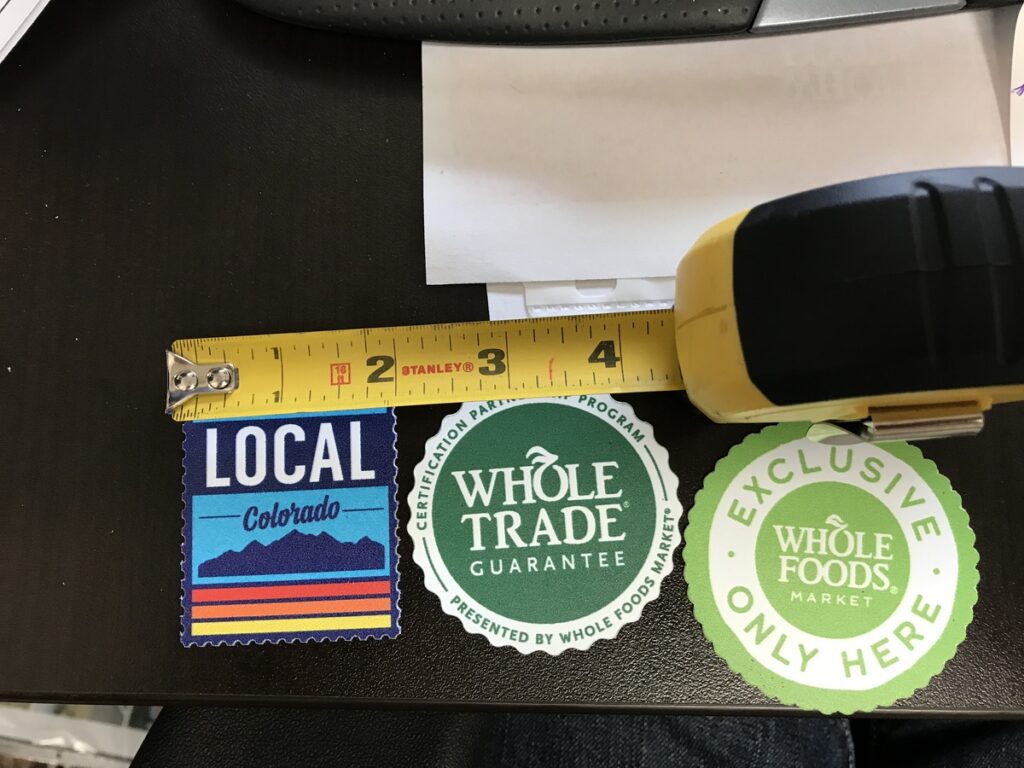 1 2 STANLEY® 3 4
16 ft
LOCAL
Colorado
CERTIFICATION PARTNERSHIP PROGRAM
WHOLE
TRADE®
GUARANTEE
PRESENTED BY WHOLE FOODS MARKET®
EXCLUSIVE
WHOLE
FOODS®
MARKET
ONLY HERE